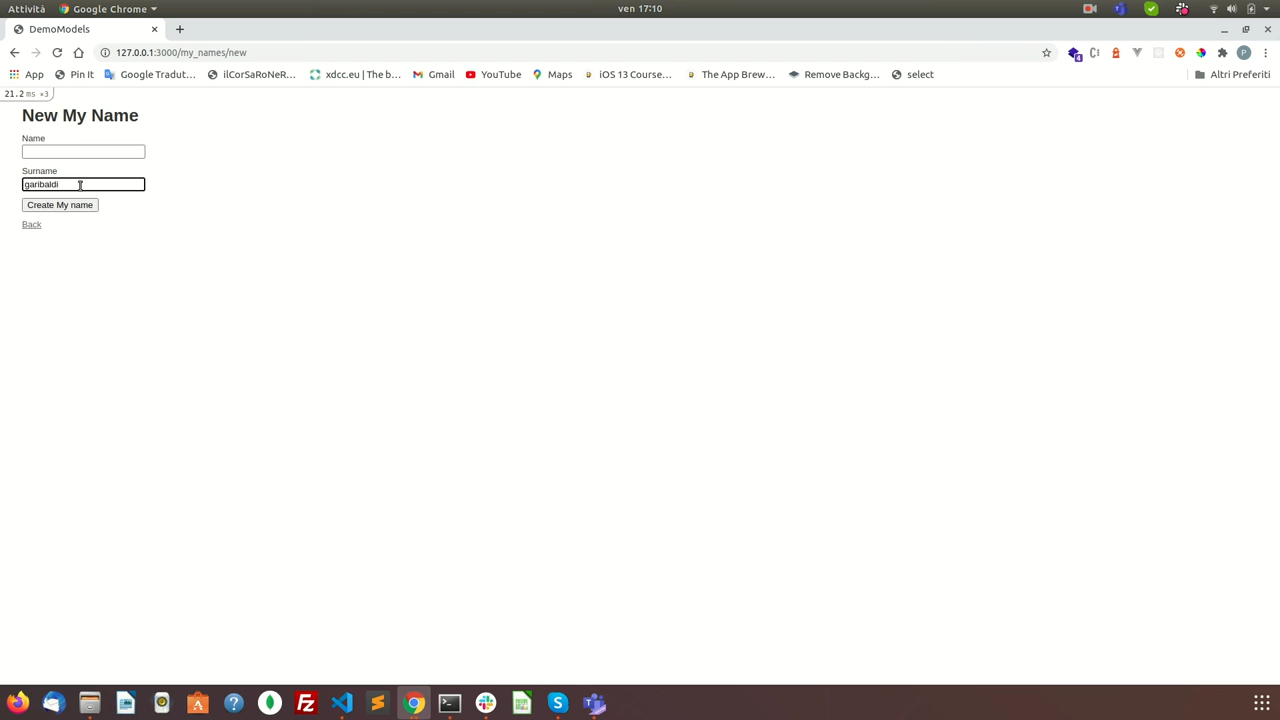 Attività Google Chrome ven 17:10
DemoModels
127.0.0.1:3000/my_names/new
App Pin It Google Tradut... ilCorSaRoNeR... xdcc.eu | The b... Gmail YouTube Maps iOS 13 Course... The App Brew... Remove Backg... select Altri Preferiti
21.2 ms ×3
New My Name
Name
Surname
garibaldi
Create My name
Back